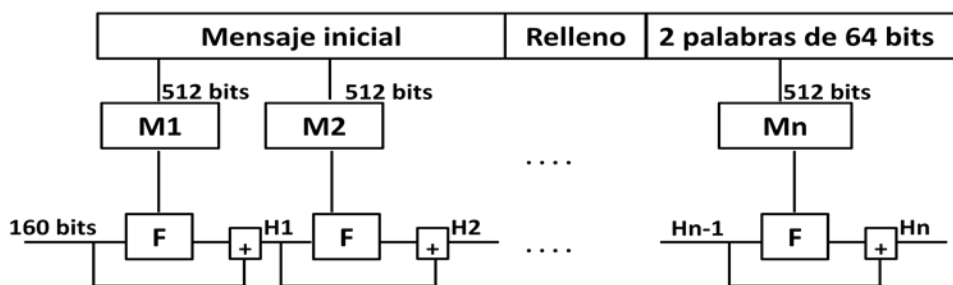 Mensaje inicial Relleno 2 palabras de 64 bits
512 bits 512 bits 512 bits
M1 M2 Mn
. . . .
160 bits F + H1 F + H2 . . . . Hn-1 F + Hn